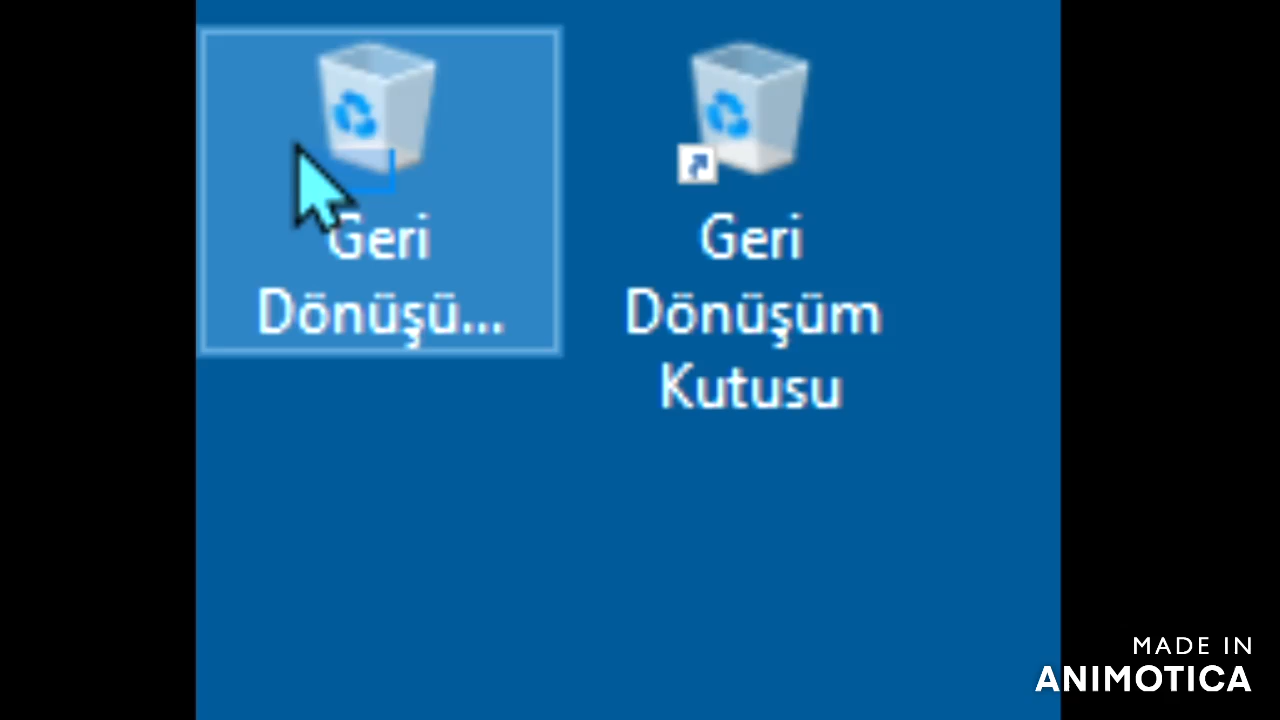 Geri
Dönüşü...
Geri
Dönüşüm
Kutusu
MADE IN
ANIMOTICA